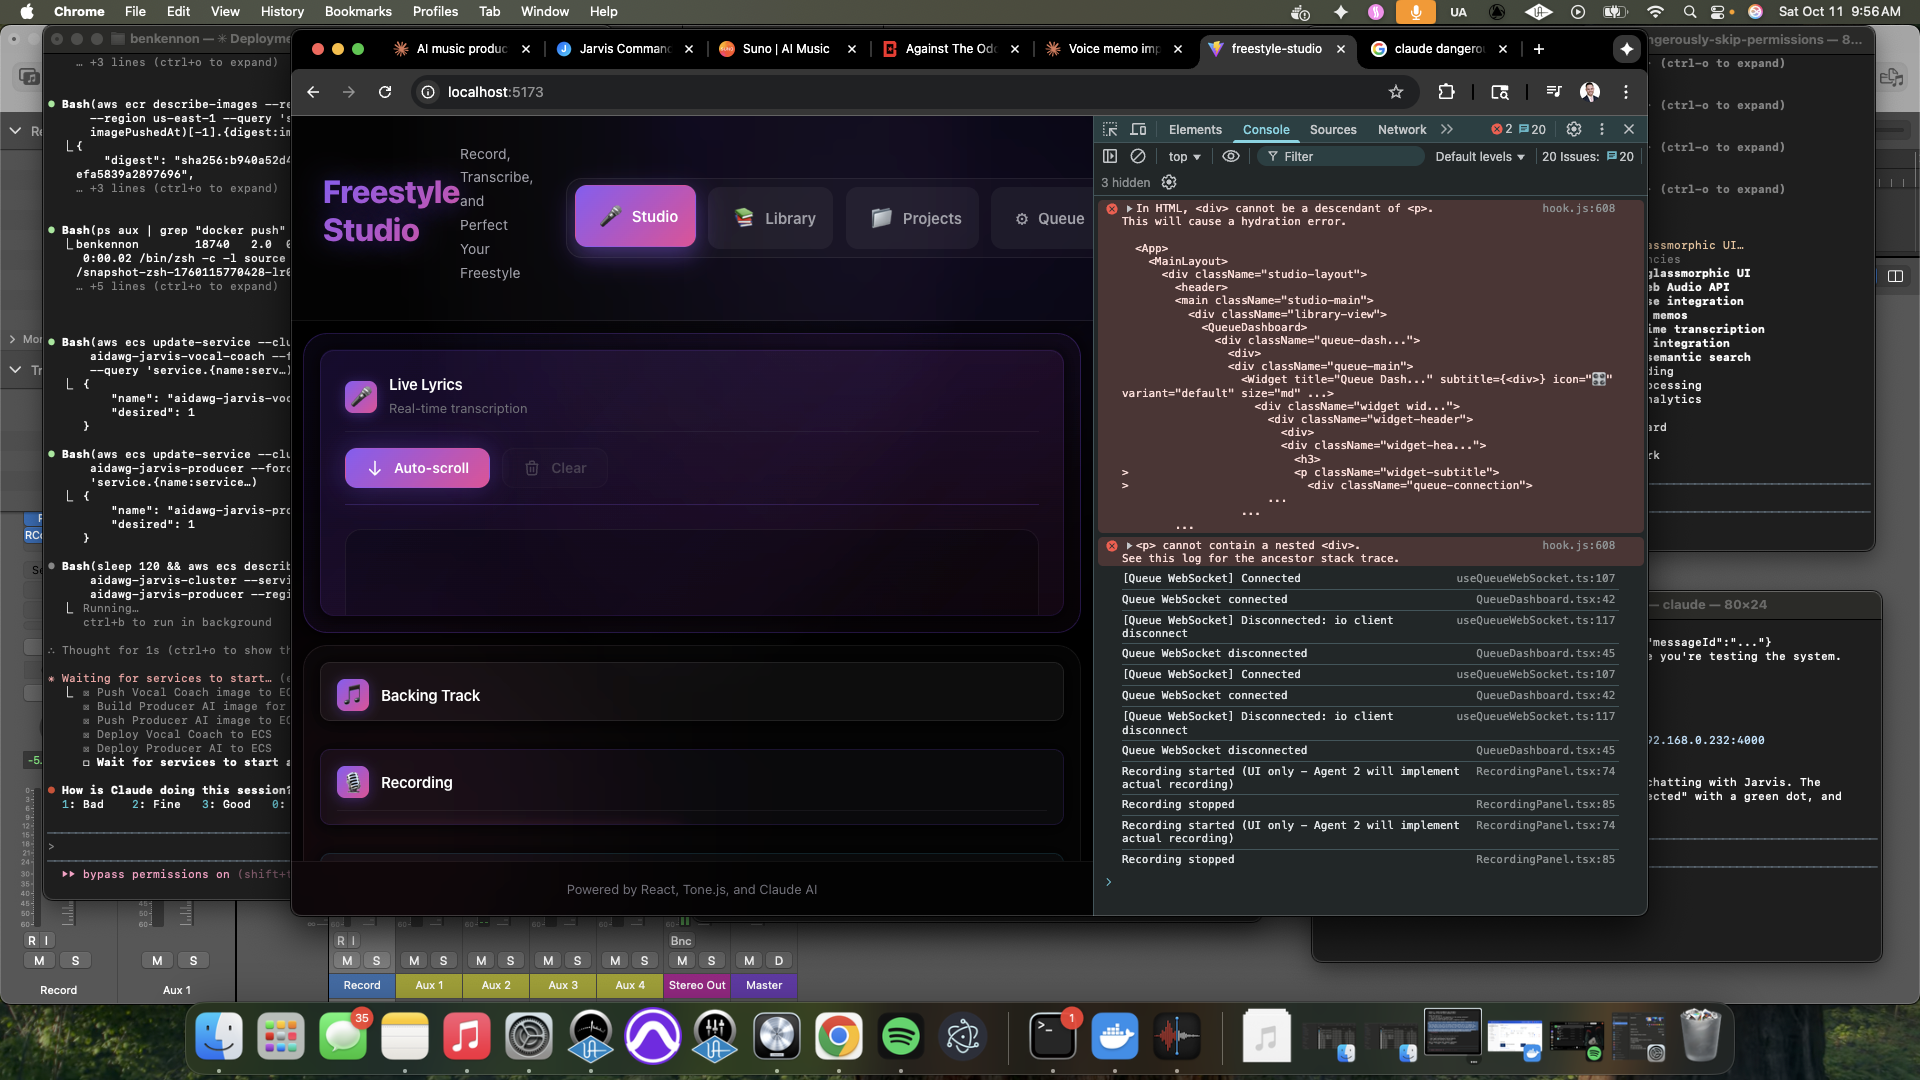 Chrome File Edit View History Bookmarks Profiles Tab Window Help
UA
Sat Oct 11 9:56 AM
benkennon — ✳ Deployme
AI music produc
Jarvis Comman
Suno | AI Music
Against The Odd
Voice memo imp
freestyle-studio
claude dangerou
ngerously-skip-permissions — 8...
localhost:5173
… +3 lines (ctrl+o to expand)
Bash(aws ecr describe-images --re
--region us-east-1 --query 's
imagePushedAt)[-1].{digest:im
{
"digest": "sha256:b940a52d4
efa5839a2897696",
… +3 lines (ctrl+o to expand)
Bash(ps aux | grep "docker push"
benkennon 18740 2.0 0
0:00.02 /bin/zsh -c -l source
/snapshot-zsh-1760115770428-lr0
… +5 lines (ctrl+o to expand)
Bash(aws ecs update-service --clu
aidawg-jarvis-vocal-coach --f
--query 'service.{name:serv…)
{
"name": "aidawg-jarvis-voc
"desired": 1
}
Bash(aws ecs update-service --clu
aidawg-jarvis-producer --forc
'service.{name:service…)
{
"name": "aidawg-jarvis-pro
"desired": 1
}
Bash(sleep 120 && aws ecs describ
aidawg-jarvis-cluster --servi
aidawg-jarvis-producer --regi
Running…
ctrl+b to run in background
∴ Thought for 1s (ctrl+o to show th
✳ Waiting for services to start… (e
☒ Push Vocal Coach image to EC
☒ Build Producer AI image for
☒ Push Producer AI image to EC
☒ Deploy Vocal Coach to ECS
☒ Deploy Producer AI to ECS
☐ Wait for services to start a
How is Claude doing this session?
1: Bad 2: Fine 3: Good 0:
>
⏵⏵ bypass permissions on (shift+t
Freestyle
Studio
Record,
Transcribe,
and
Perfect
Your
Freestyle
Studio
Library
Projects
Queue
Live Lyrics
Real-time transcription
Auto-scroll
Clear
Backing Track
Recording
Powered by React, Tone.js, and Claude AI
Elements Console Sources Network 2 20
top Filter Default levels 20 Issues: 20
3 hidden
In HTML, <div> cannot be a descendant of <p>. hook.js:608
This will cause a hydration error.
<App>
<MainLayout>
<div className="studio-layout">
<header>
<main className="studio-main">
<div className="library-view">
<QueueDashboard>
<div className="queue-dash...">
<div>
<div className="queue-main">
<Widget title="Queue Dash..." subtitle={<div>} icon="🎛️"
variant="default" size="md" ...>
<div className="widget wid...">
<div className="widget-header">
<div>
<div className="widget-hea...">
<h3>
> <p className="widget-subtitle">
> <div className="queue-connection">
...
...
...
<p> cannot contain a nested <div>. hook.js:608
See this log for the ancestor stack trace.
[Queue WebSocket] Connected useQueueWebSocket.ts:107
Queue WebSocket connected QueueDashboard.tsx:42
[Queue WebSocket] Disconnected: io client useQueueWebSocket.ts:117
disconnect
Queue WebSocket disconnected QueueDashboard.tsx:45
[Queue WebSocket] Connected useQueueWebSocket.ts:107
Queue WebSocket connected QueueDashboard.tsx:42
[Queue WebSocket] Disconnected: io client useQueueWebSocket.ts:117
disconnect
Queue WebSocket disconnected QueueDashboard.tsx:45
Recording started (UI only – Agent 2 will implement RecordingPanel.tsx:74
actual recording)
Recording stopped RecordingPanel.tsx:85
Recording started (UI only – Agent 2 will implement RecordingPanel.tsx:74
actual recording)
Recording stopped RecordingPanel.tsx:85
(ctrl-o to expand)
(ctrl-o to expand)
(ctrl-o to expand)
(ctrl-o to expand)
assmorphic UI…
ncies
glassmorphic UI
eb Audio API
se integration
memos
ime transcription
integration
semantic search
ding
ocessing
nalytics
ard
rk
— claude — 80×24
"messageId":"..."}
e you're testing the system.
92.168.0.232:4000
chatting with Jarvis. The
ected" with a green dot, and
R I
M S
Record
M S
Aux 1
R I
M S
Record
M S
Aux 1
M S
Aux 2
M S
Aux 3
M S
Aux 4
Bnc
M S
Stereo Out
M D
Master
35
1